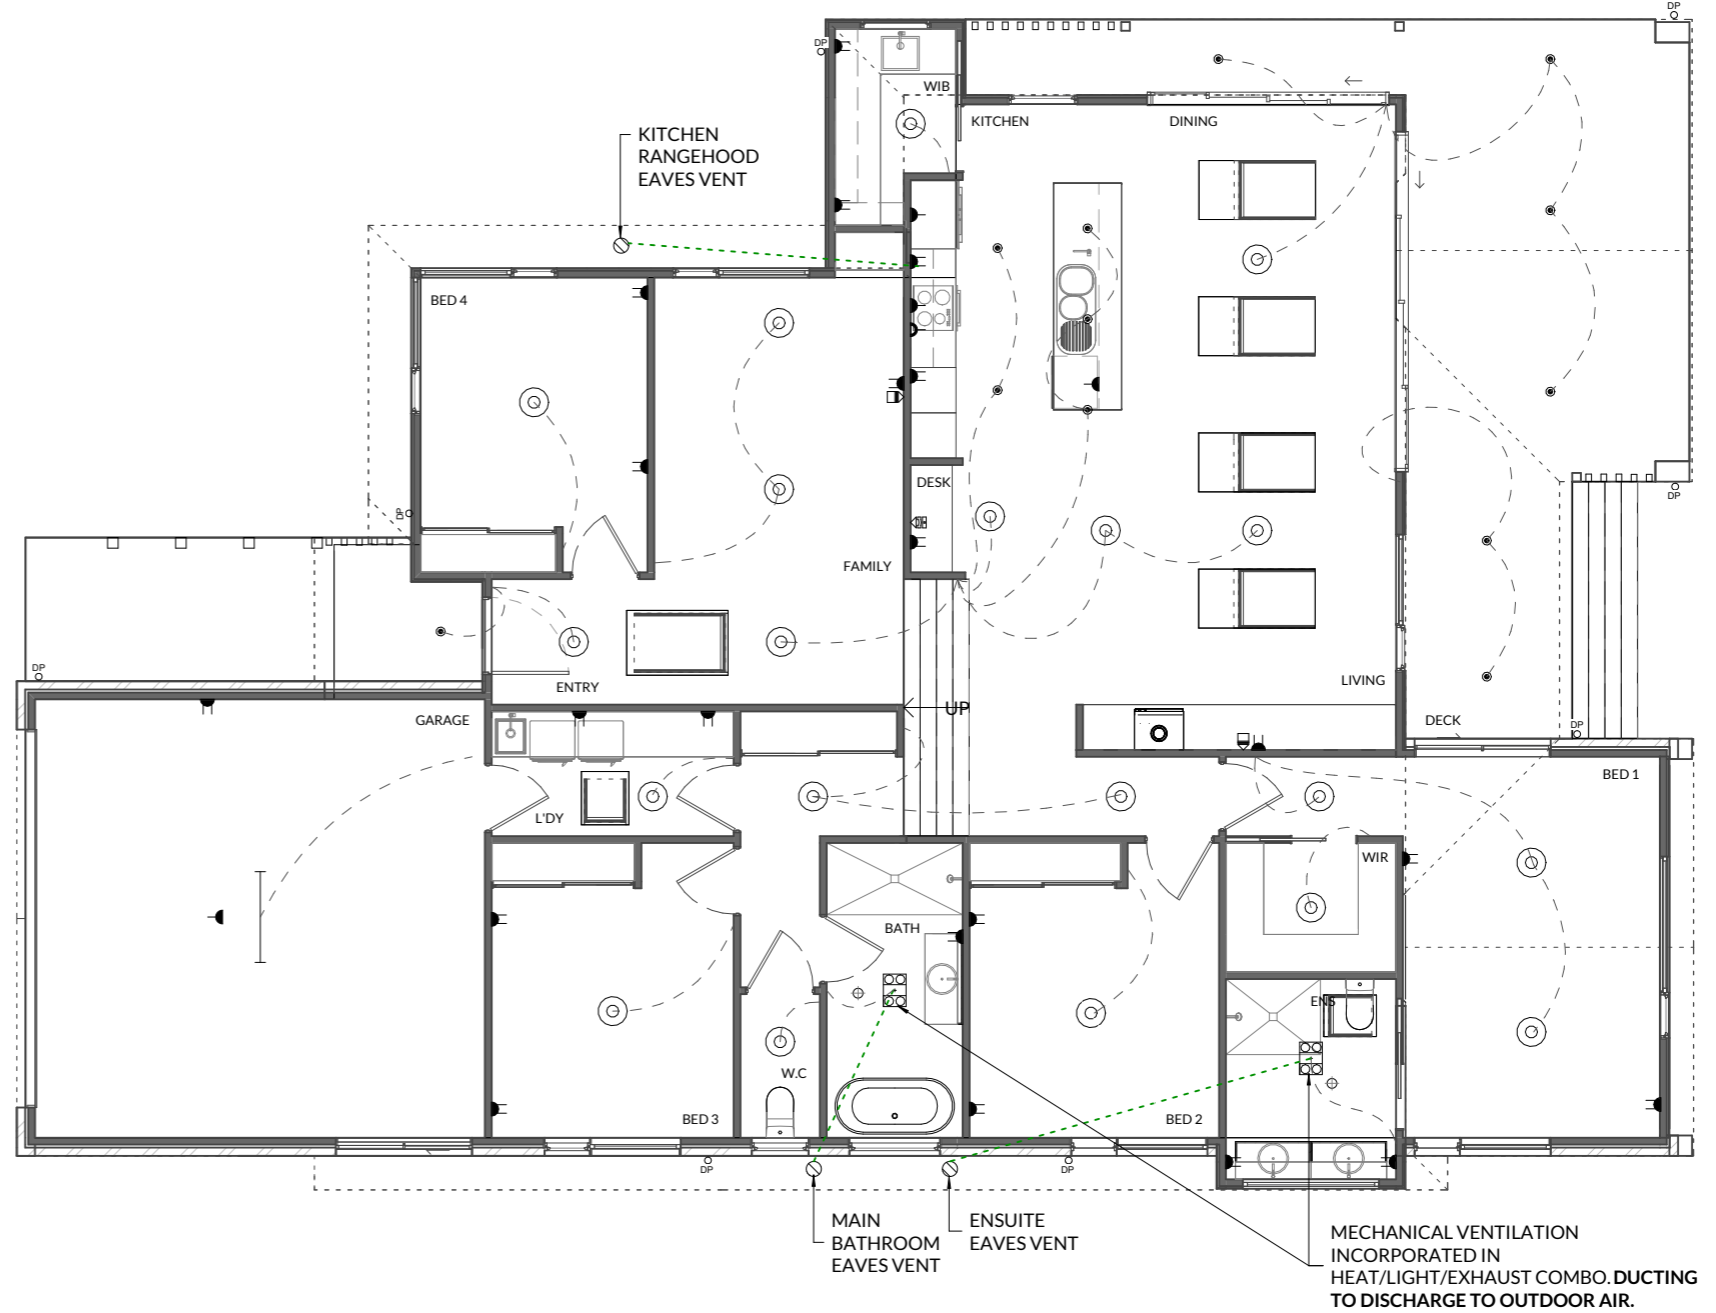 DP
DP
WIB
KITCHEN
DINING
KITCHEN
RANGEHOOD
EAVES VENT
BED 4
DESK
DP
DP
FAMILY
DP
ENTRY
LIVING
UP
GARAGE
DECK
DP
BED 1
L'DY
WIR
BATH
ENS
W.C
BED 3
BED 2
DP
DP
MAIN
BATHROOM
EAVES VENT
ENSUITE
EAVES VENT
MECHANICAL VENTILATION
INCORPORATED IN
HEAT/LIGHT/EXHAUST COMBO. DUCTING
TO DISCHARGE TO OUTDOOR AIR.